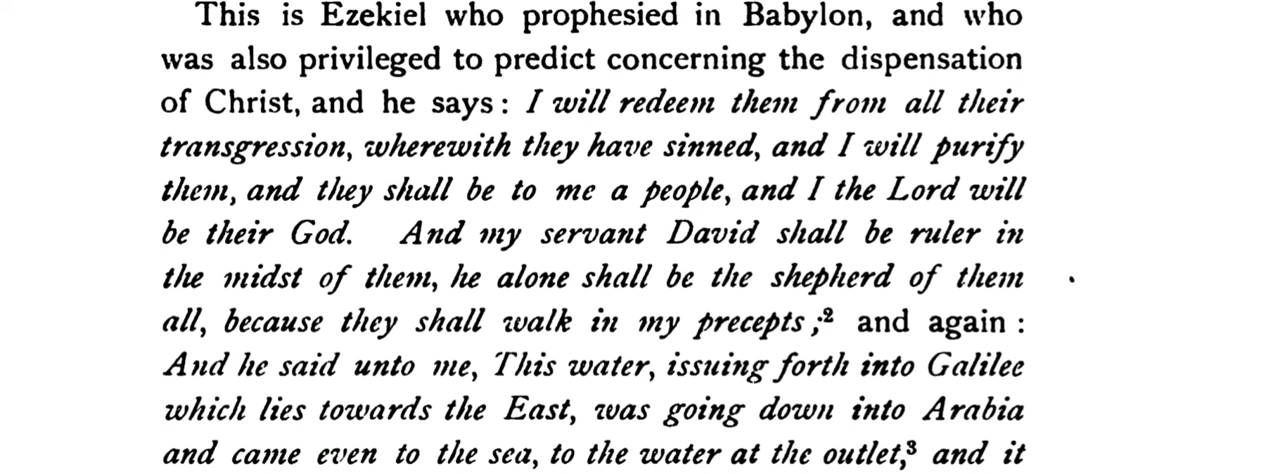 This is Ezekiel who prophesied in Babylon, and who
was also privileged to predict concerning the dispensation
of Christ, and he says: I will redeem them from all their
transgression, wherewith they have sinned, and I will purify
them, and they shall be to me a people, and I the Lord will
be their God. And my servant David shall be ruler in
the midst of them, he alone shall be the shepherd of them
all, because they shall walk in my precepts;² and again:
And he said unto me, This water, issuing forth into Galilee
which lies towards the East, was going down into Arabia
and came even to the sea, to the water at the outlet,³ and it